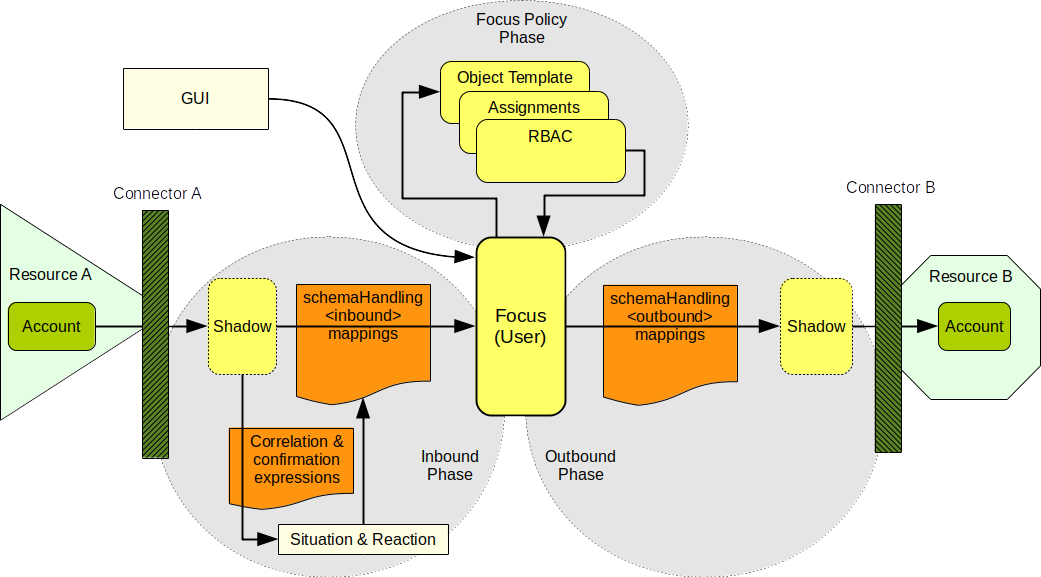 Focus Policy
Phase
Object Template
Assignments
RBAC
GUI
Connector A
Connector B
Resource A
Account
Shadow
schemaHandling
<inbound>
mappings
Focus
(User)
schemaHandling
<outbound>
mappings
Shadow
Resource B
Account
Correlation &
confirmation
expressions
Inbound
Phase
Outbound
Phase
Situation & Reaction